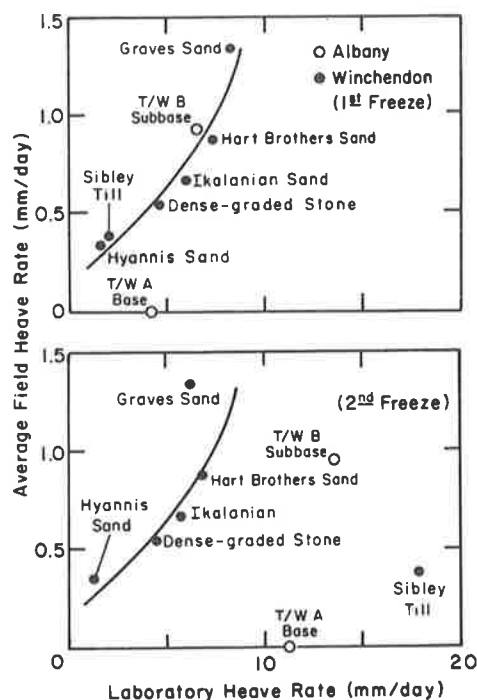 Average Field Heave Rate (mm/day)
1.5
1.0
0.5
0
Graves Sand
T/W B
Subbase
Sibley
Till
Hyannis Sand
T/W A
Base
Albany
Winchendon
(1st Freeze)
Hart Brothers Sand
Ikalanian Sand
Dense-graded Stone
1.5
1.0
0.5
0
Graves Sand
(2nd Freeze)
T/W B
Subbase
Hart Brothers Sand
Hyannis
Sand
Ikalanian
Dense-graded Stone
Sibley
Till
T/W A
Base
0
5
10
15
20
Laboratory Heave Rate (mm/day)